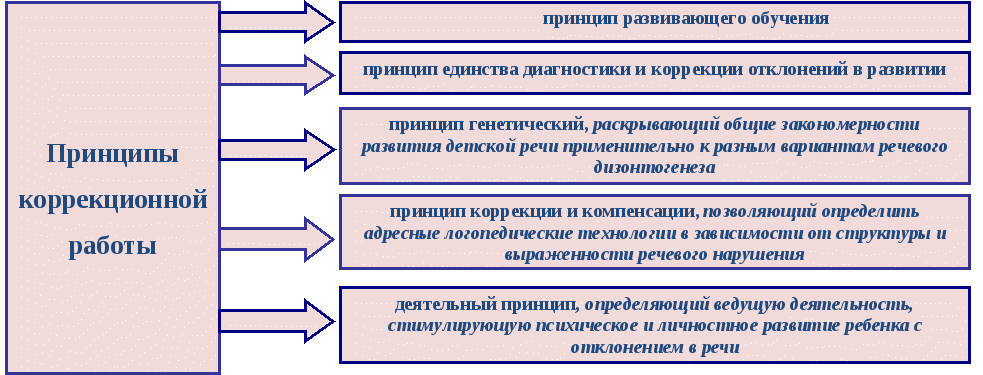 Принципы
коррекционной
работы
принцип развивающего обучения
принцип единства диагностики и коррекции отклонений в развитии
принцип генетический, раскрывающий общие закономерности
развития детской речи применительно к разным вариантам речевого
дизонтогенеза
принцип коррекции и компенсации, позволяющий определить
адресные логопедические технологии в зависимости от структуры и
выраженности речевого нарушения
деятельный принцип, определяющий ведущую деятельность,
стимулирующую психическое и личностное развитие ребенка с
отклонением в речи